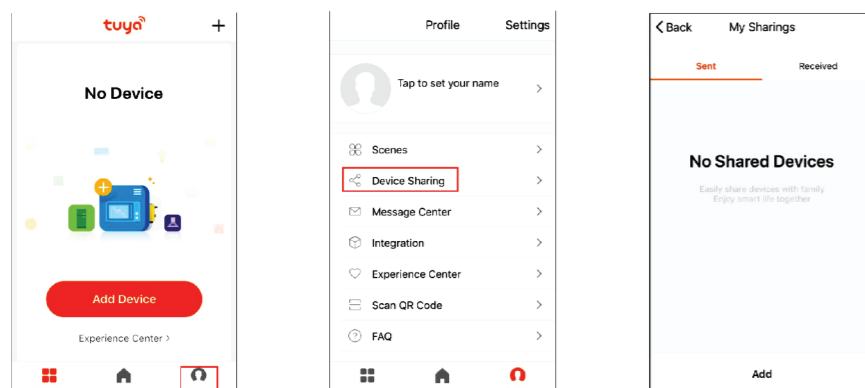 tuya
+
No Device
Add Device
Experience Center >
Profile
Settings
Tap to set your name
Scenes
Device Sharing
Message Center
Integration
Experience Center
Scan QR Code
FAQ
Back
My Sharings
Sent
Received
No Shared Devices
Easily share devices with family
Enjoy smart life together
Add